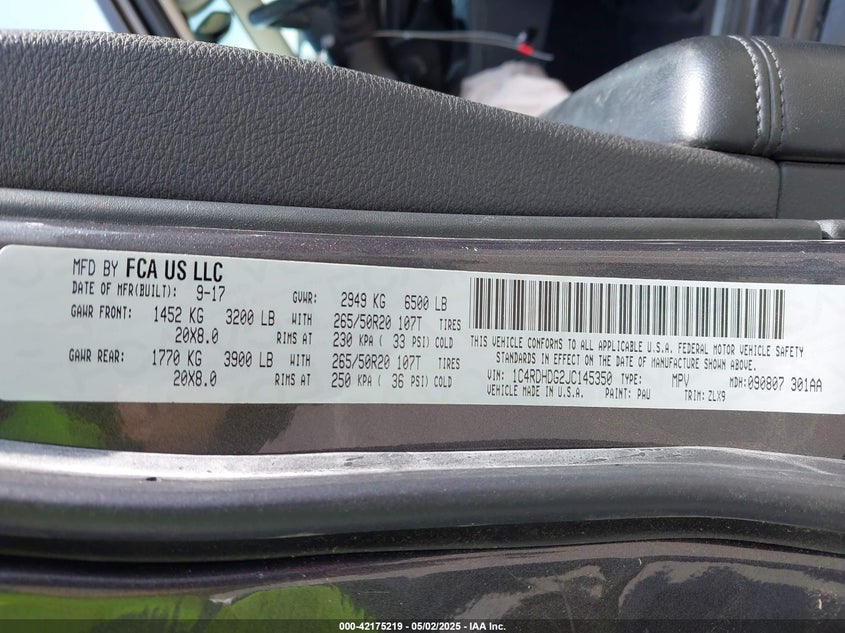 MFD BY FCA US LLC
DATE OF MFR(BUILT): 9-17 GVWR: 2949 KG 6500 LB
GAWR FRONT: 1452 KG 3200 LB WITH 265/50R20 107T TIRES
20X8.0 RIMS AT 230 KPA ( 33 PSI) COLD
GAWR REAR: 1770 KG 3900 LB WITH 265/50R20 107T TIRES
20X8.0 RIMS AT 250 KPA ( 36 PSI) COLD
THIS VEHICLE CONFORMS TO ALL APPLICABLE U.S.A. FEDERAL MOTOR VEHICLE SAFETY
STANDARDS IN EFFECT ON THE DATE OF MANUFACTURE SHOWN ABOVE.
VIN: 1C4RDHDG2JC145350 TYPE: MPV MDH: 090807 301AA
VEHICLE MADE IN U.S.A. PAINT: PAU TRIM: ZLX9
000-42175219 - 05/02/2025 - IAA Inc.